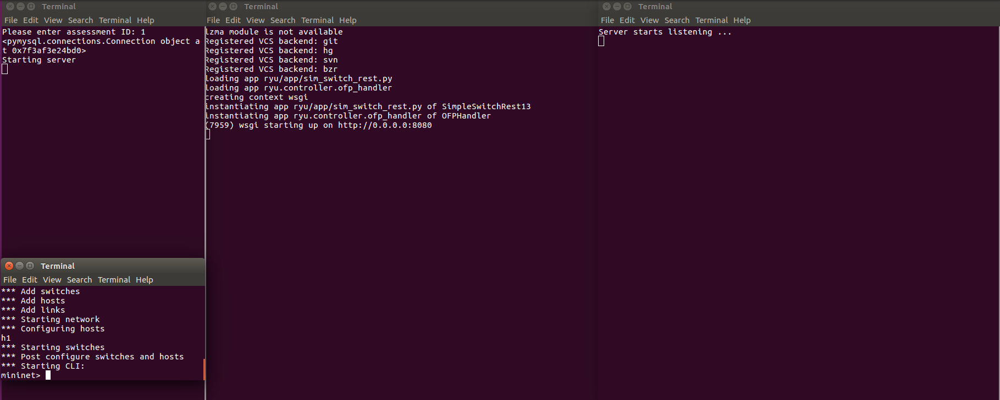 Terminal
File Edit View Search Terminal Help
Please enter assessment ID: 1
<pymysql.connections.Connection object a
t 0x7f3af3e24bd0>
Starting server
Terminal
File Edit View Search Terminal Help
*** Add switches
*** Add hosts
*** Add links
*** Starting network
*** Configuring hosts
h1
*** Starting switches
*** Post configure switches and hosts
*** Starting CLI:
mininet>
Terminal
File Edit View Search Terminal Help
lzma module is not available
Registered VCS backend: git
Registered VCS backend: hg
Registered VCS backend: svn
Registered VCS backend: bzr
loading app ryu/app/sim_switch_rest.py
loading app ryu.controller.ofp_handler
creating context wsgi
instantiating app ryu/app/sim_switch_rest.py of SimpleSwitchRest13
instantiating app ryu.controller.ofp_handler of OFPHandler
(7959) wsgi starting up on http://0.0.0.0:8080
Terminal
File Edit View Search Terminal Help
Server starts listening ...